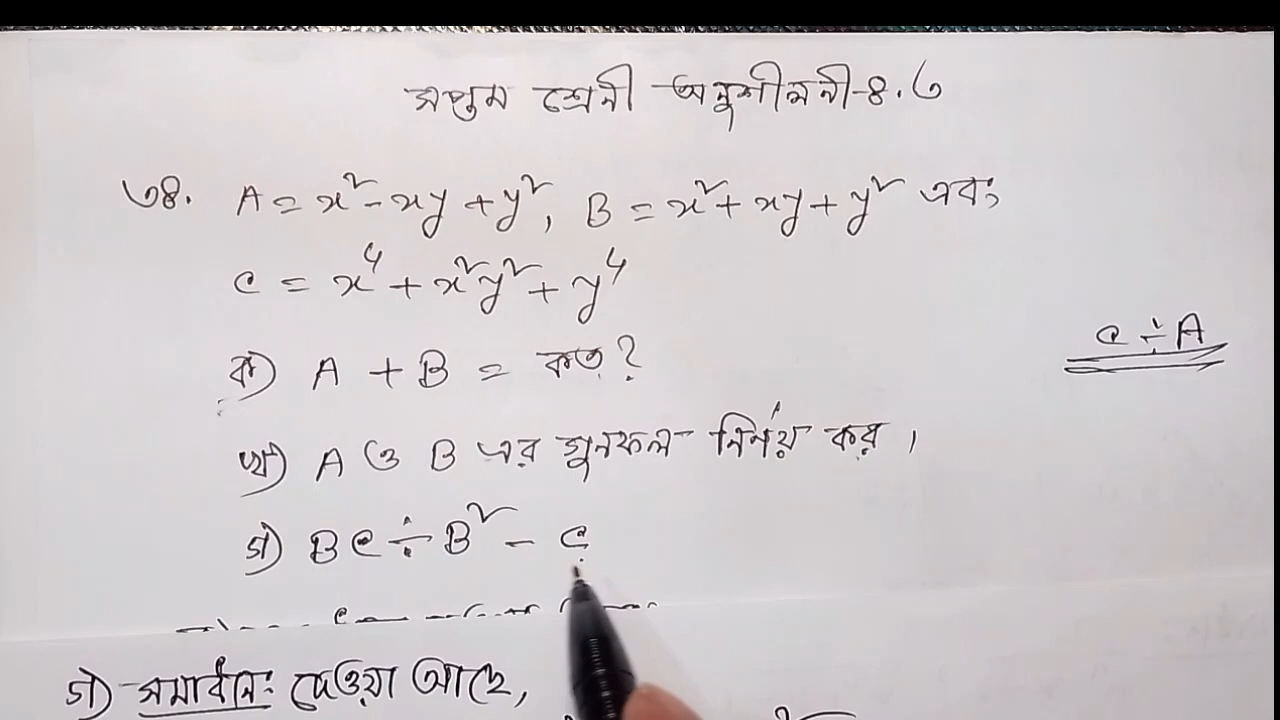 সপ্তম শ্রেনী অনুশীলনী-৪.৩
৩৪. A = x² - xy + y², B = x² + xy + y² এবং
C = x⁴ + x²y² + y⁴
C ÷ A
ক) A + B = কত?
খ) A ও B এর গুনফল নির্ণয় কর।
গ) BC ÷ B² - C
গ) সমাধান: দেওয়া আছে,